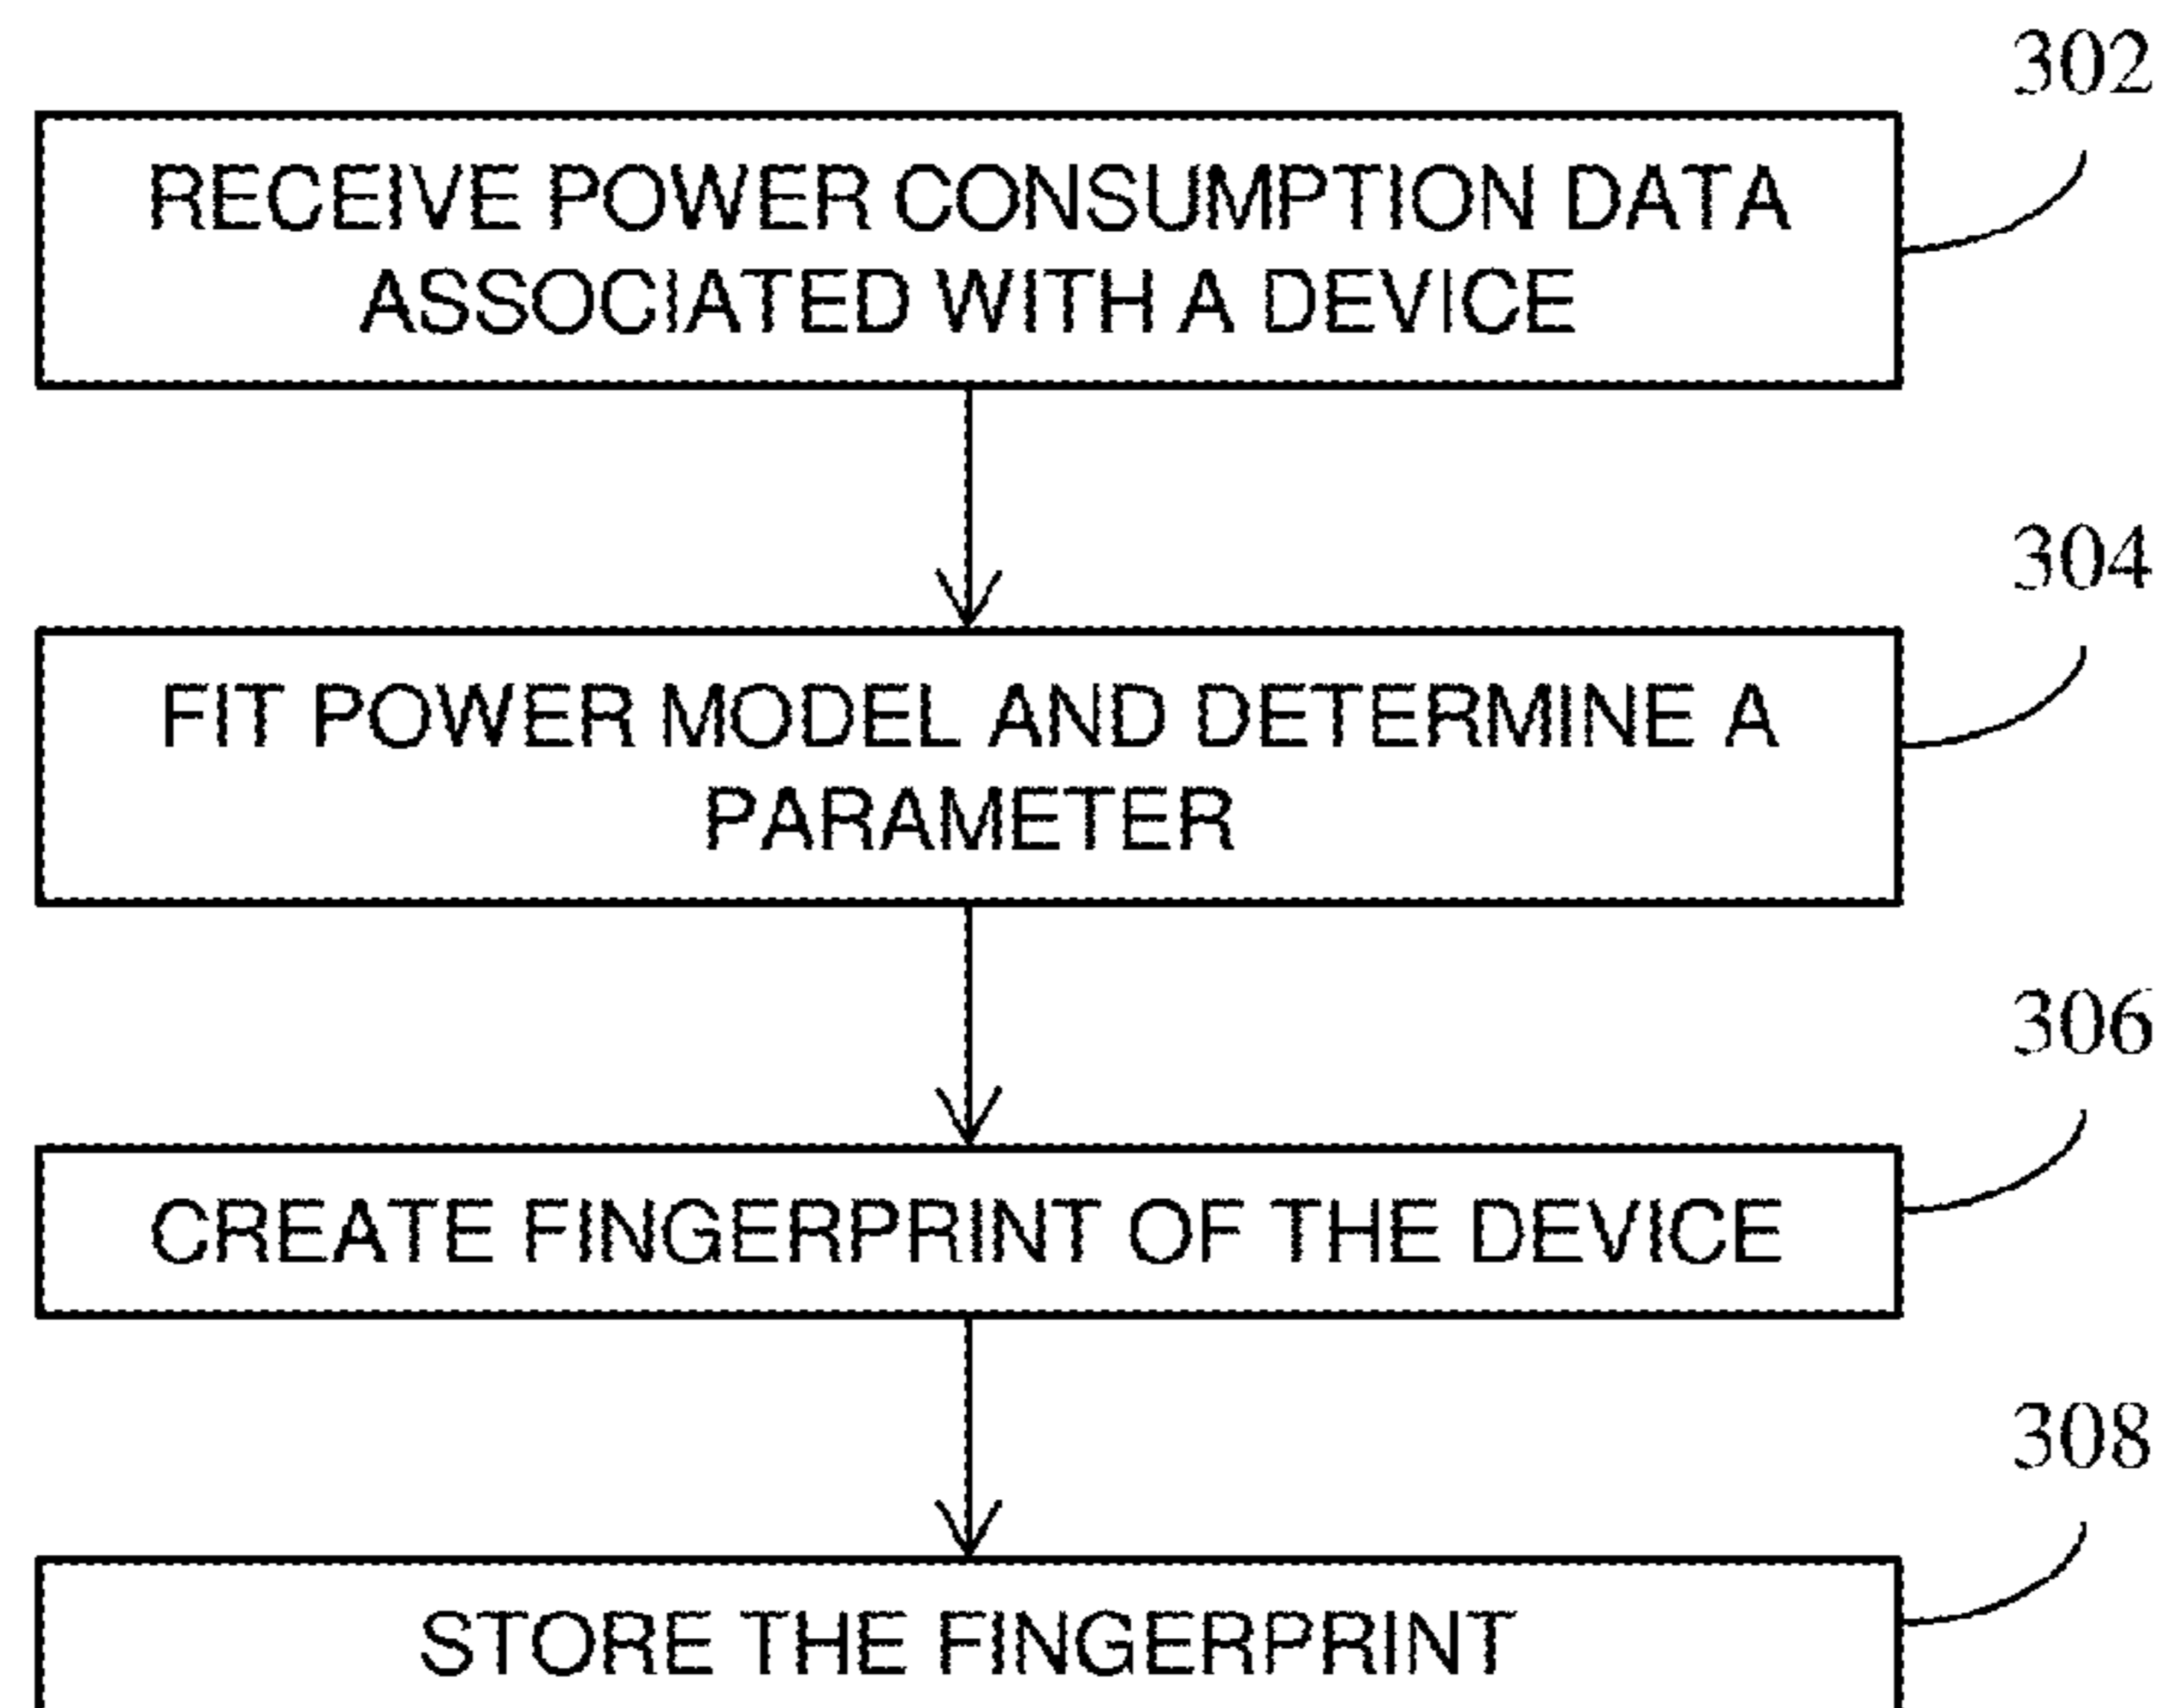 302
RECEIVE POWER CONSUMPTION DATA
ASSOCIATED WITH A DEVICE
304
FIT POWER MODEL AND DETERMINE A
PARAMETER
306
CREATE FINGERPRINT OF THE DEVICE
308
STORE THE FINGERPRINT